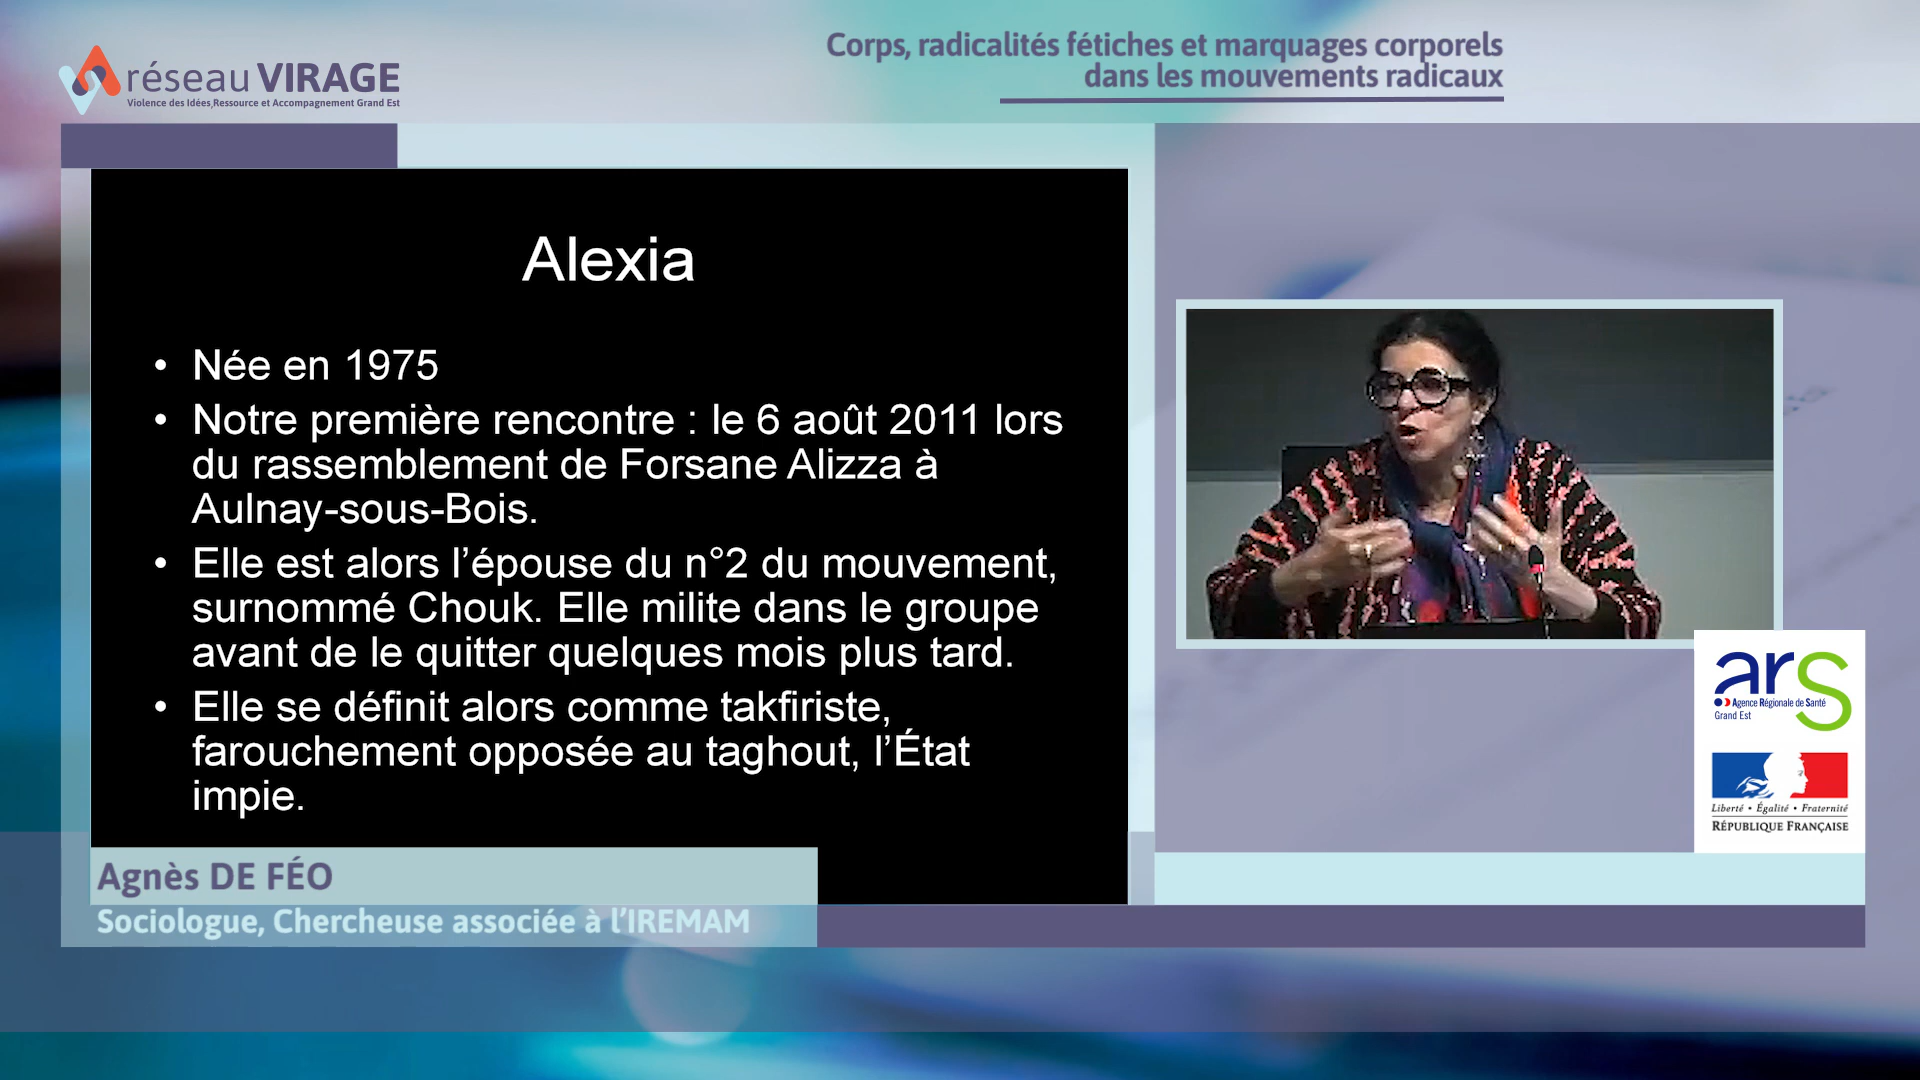 réseau VIRAGE
Violence des Idées,Ressource et Accompagnement Grand Est
Corps, radicalités fétiches et marquages corporels
dans les mouvements radicaux
Alexia
• Née en 1975
• Notre première rencontre : le 6 août 2011 lors
du rassemblement de Forsane Alizza à
Aulnay-sous-Bois.
• Elle est alors l’épouse du n°2 du mouvement,
surnommé Chouk. Elle milite dans le groupe
avant de le quitter quelques mois plus tard.
• Elle se définit alors comme takfiriste,
farouchement opposée au taghout, l’État
impie.
Agnès DE FÉO
Sociologue, Chercheuse associée à l’IREMAM
ars
Agence Régionale de Santé
Grand Est
Liberté • Égalité • Fraternité
RÉPUBLIQUE FRANÇAISE